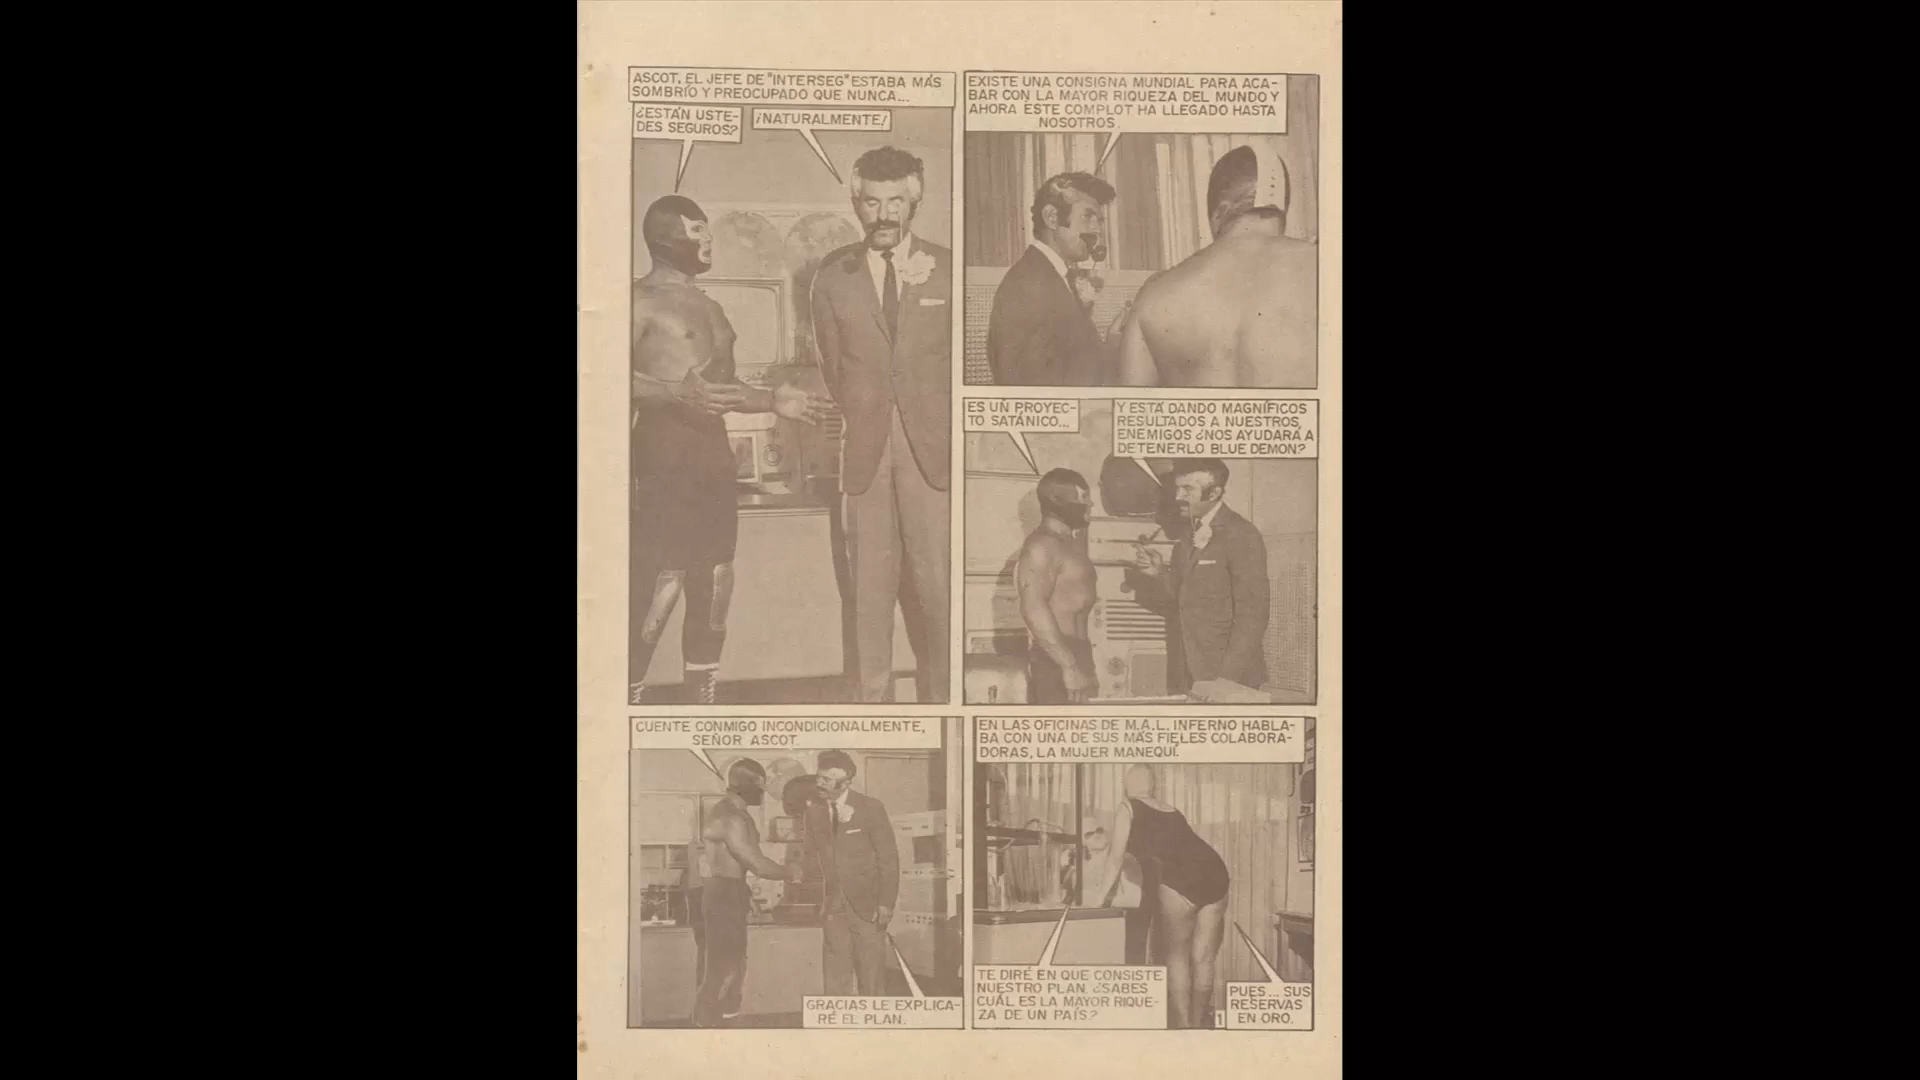 ASCOT, EL JEFE DE "INTERSEG" ESTABA MÁS
SOMBRÍO Y PREOCUPADO QUE NUNCA...
¿ESTÁN USTE-
DES SEGUROS?
¡NATURALMENTE!
EXISTE UNA CONSIGNA MUNDIAL PARA ACA-
BAR CON LA MAYOR RIQUEZA DEL MUNDO Y
AHORA ÉSTE COMPLOT HA LLEGADO HASTA
NOSOTROS.
ES UN PROYEC-
TO SATÁNICO...
Y ESTÁ DANDO MAGNÍFICOS
RESULTADOS A NUESTROS
ENEMIGOS ¿NOS AYUDARÁ A
DETENERLO BLUE DEMON?
CUENTE CONMIGO INCONDICIONALMENTE,
SEÑOR ASCOT.
GRACIAS LE EXPLICA-
RÉ EL PLAN.
EN LAS OFICINAS DE M.A.L. INFERNO HABLA-
BA CON UNA DE SUS MÁS FIELES COLABORA-
DORAS, LA MUJER MANEQUÍ.
TE DIRÉ EN QUE CONSISTE
NUESTRO PLAN. ¿SABES
CUÁL ES LA MAYOR RIQUE-
ZA DE UN PAÍS?
PUES... SUS
RESERVAS
EN ORO.
1